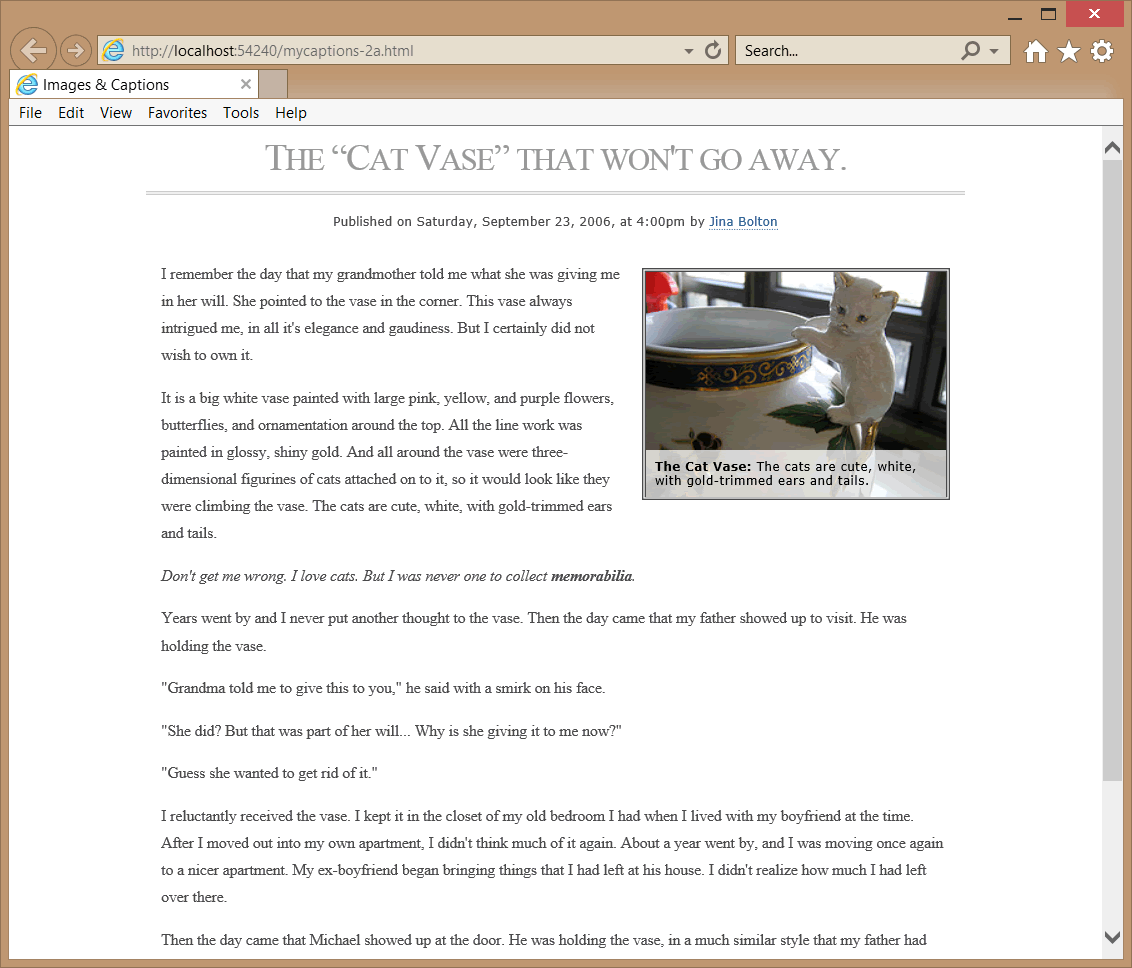 http://localhost:54240/mycaptions-2a.html
Search...
Images & Captions
File Edit View Favorites Tools Help
THE “CAT VASE” THAT WON'T GO AWAY.
Published on Saturday, September 23, 2006, at 4:00pm by Jina Bolton
I remember the day that my grandmother told me what she was giving me
in her will. She pointed to the vase in the corner. This vase always
intrigued me, in all it's elegance and gaudiness. But I certainly did not
wish to own it.
It is a big white vase painted with large pink, yellow, and purple flowers,
butterflies, and ornamentation around the top. All the line work was
painted in glossy, shiny gold. And all around the vase were three-
dimensional figurines of cats attached on to it, so it would look like they
were climbing the vase. The cats are cute, white, with gold-trimmed ears
and tails.
The Cat Vase: The cats are cute, white,
with gold-trimmed ears and tails.
Don't get me wrong. I love cats. But I was never one to collect memorabilia.
Years went by and I never put another thought to the vase. Then the day came that my father showed up to visit. He was
holding the vase.
"Grandma told me to give this to you," he said with a smirk on his face.
"She did? But that was part of her will... Why is she giving it to me now?"
"Guess she wanted to get rid of it."
I reluctantly received the vase. I kept it in the closet of my old bedroom I had when I lived with my boyfriend at the time.
After I moved out into my own apartment, I didn't think much of it again. About a year went by, and I was moving once again
to a nicer apartment. My ex-boyfriend began bringing things that I had left at his house. I didn't realize how much I had left
over there.
Then the day came that Michael showed up at the door. He was holding the vase, in a much similar style that my father had